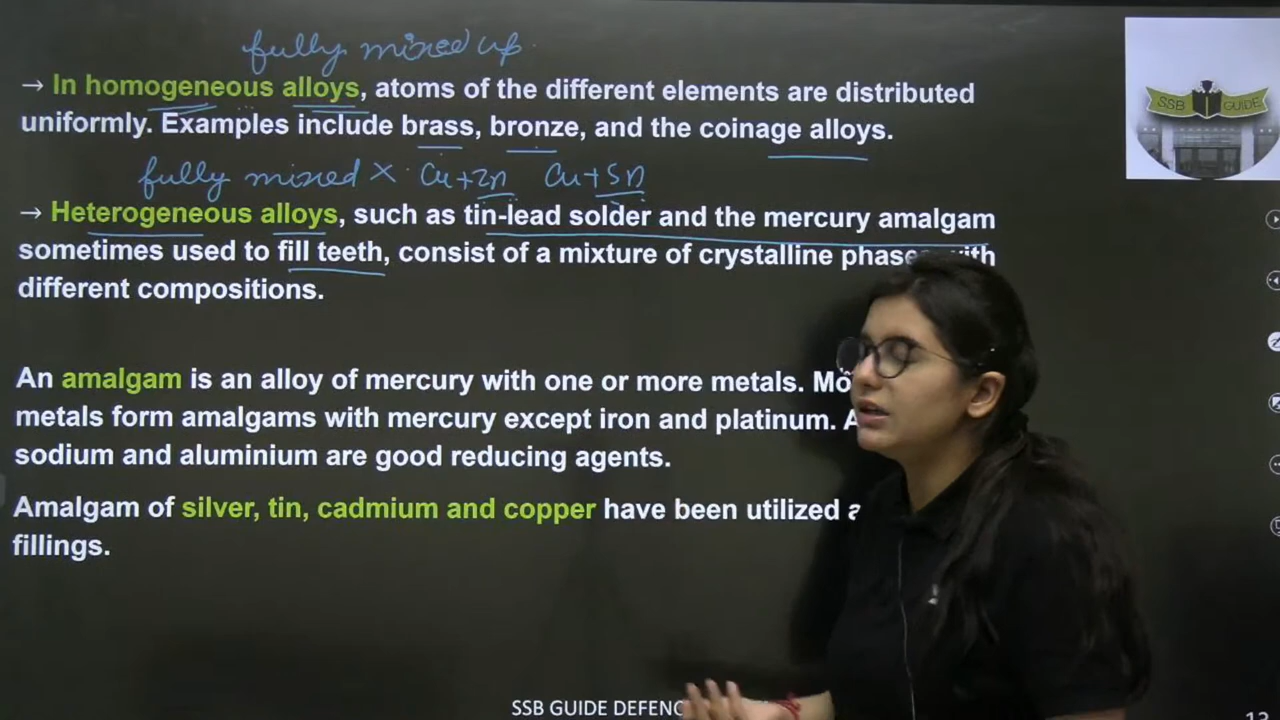 fully mixed up
→ In homogeneous alloys, atoms of the different elements are distributed
uniformly. Examples include brass, bronze, and the coinage alloys.
fully mixed × Cu+Zn Cu+Sn
→ Heterogeneous alloys, such as tin-lead solder and the mercury amalgam
sometimes used to fill teeth, consist of a mixture of crystalline phases with
different compositions.
An amalgam is an alloy of mercury with one or more metals.
metals form amalgams with mercury except iron and platinum.
sodium and aluminium are good reducing agents.
Amalgam of silver, tin, cadmium and copper have been utilized
fillings.
SSB GUIDE
SSB GUIDE